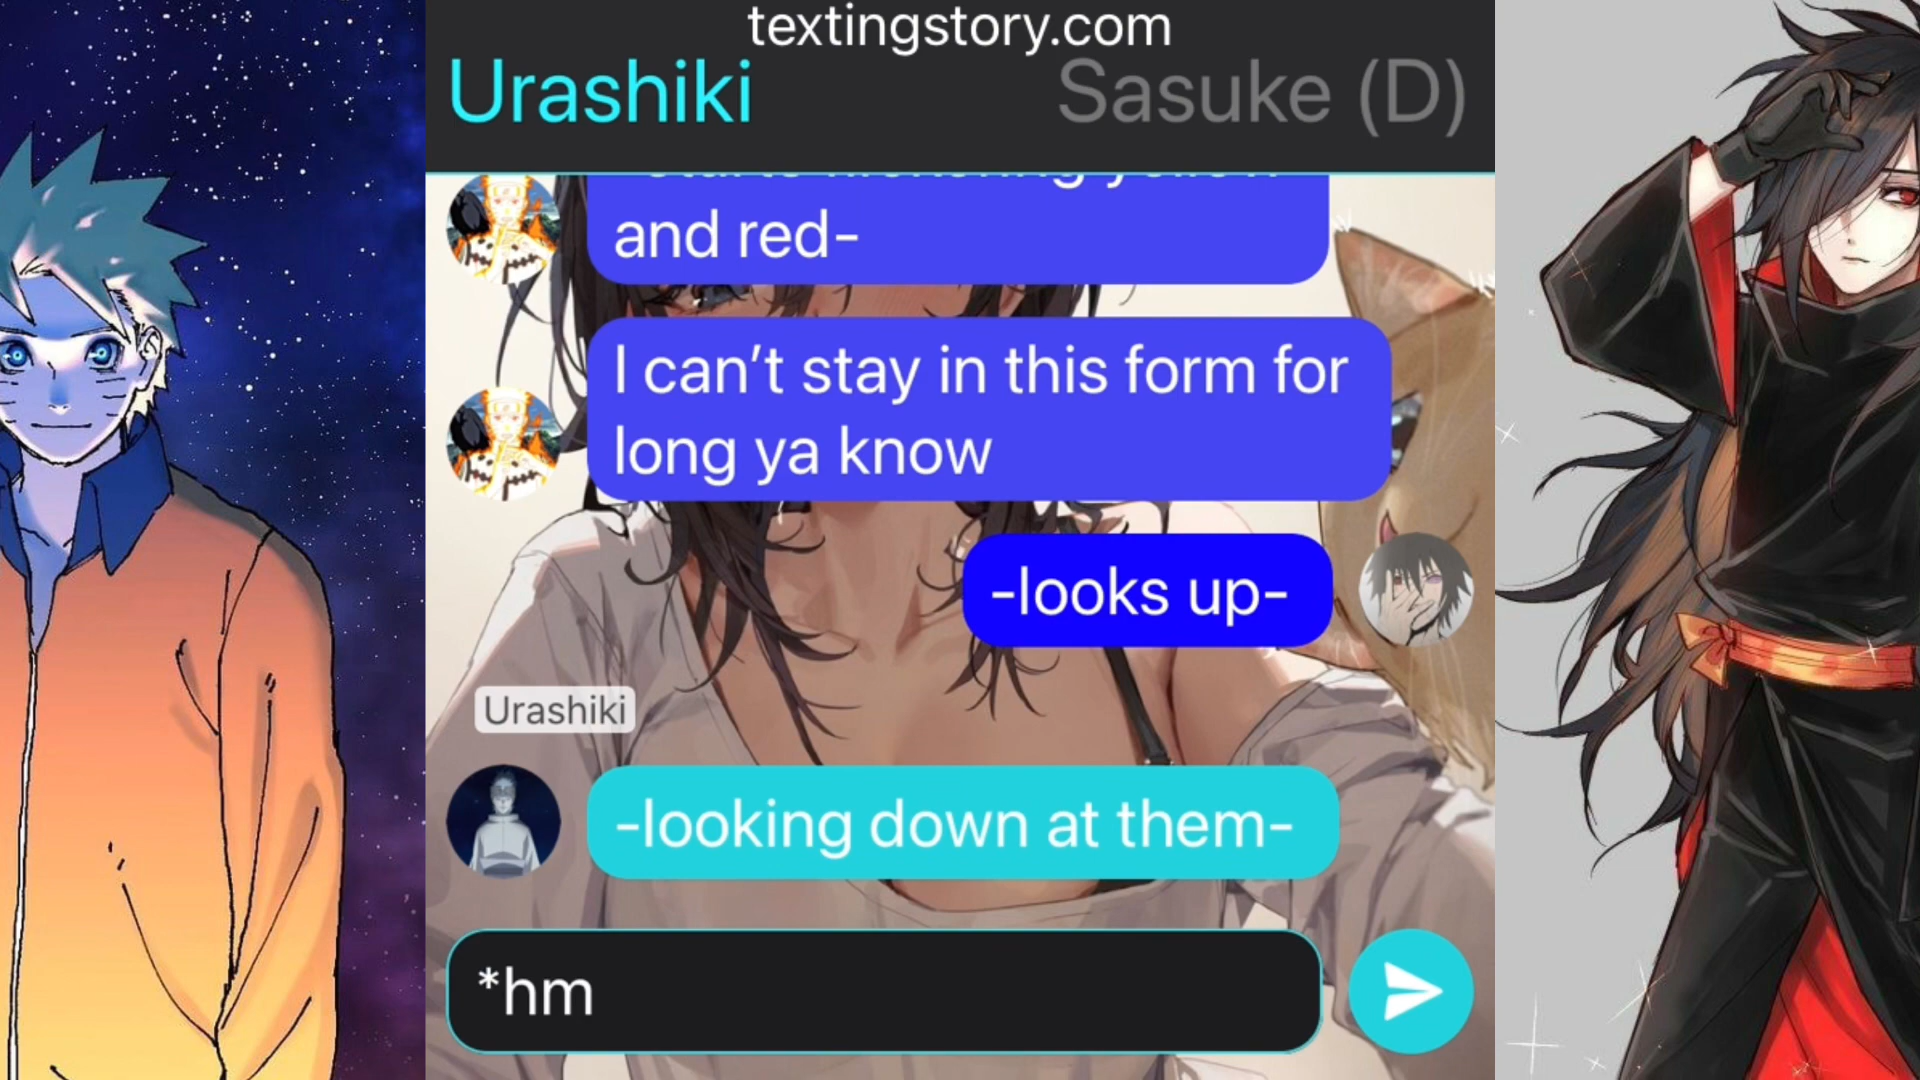 textingstory.com
Urashiki
Sasuke (D)
and red-
I can't stay in this form for
long ya know
-looks up-
Urashiki
-looking down at them-
*hm